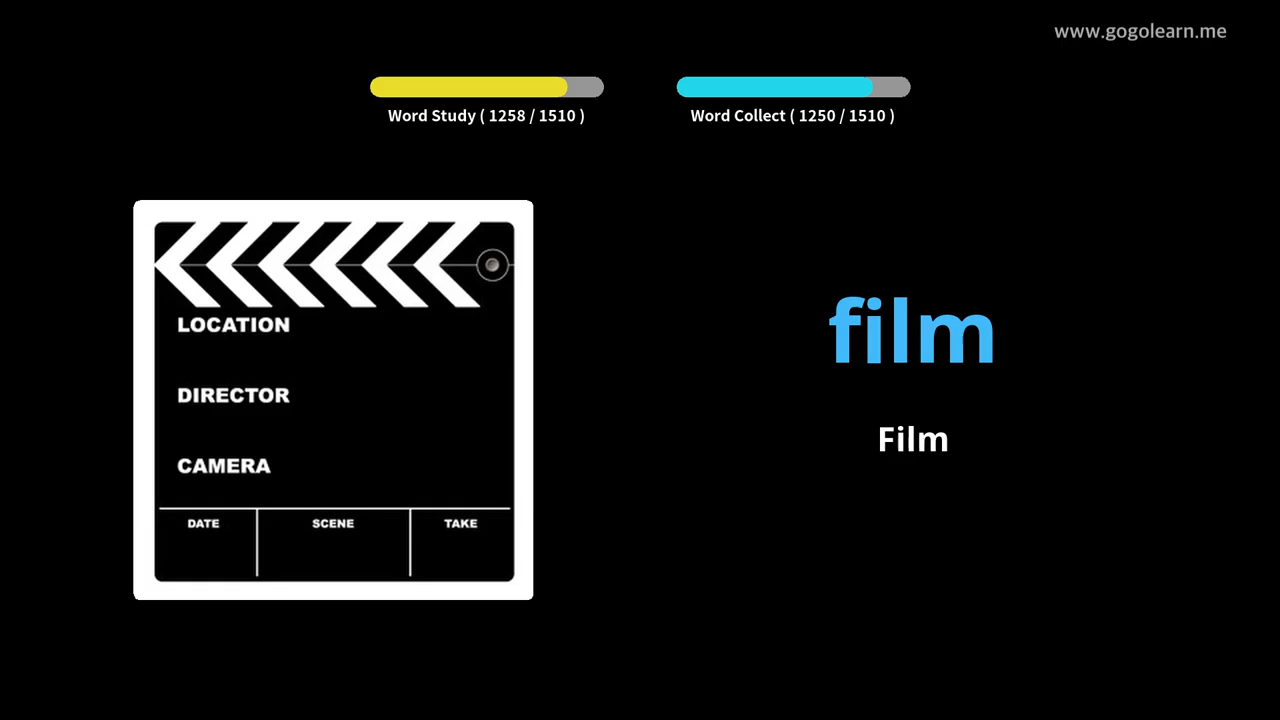 www.gogolearn.me
Word Study ( 1258 / 1510 )
Word Collect ( 1250 / 1510 )
LOCATION
DIRECTOR
CAMERA
DATE
SCENE
TAKE
film
Film